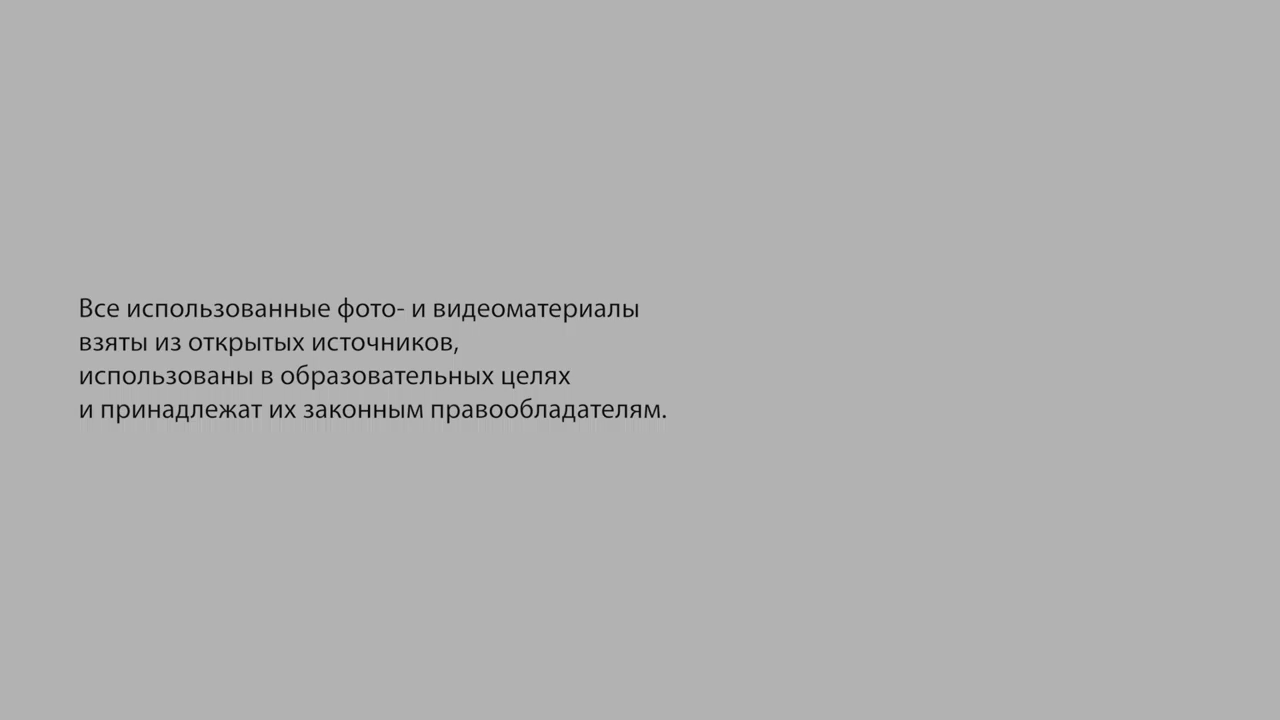 Все использованные фото- и видеоматериалы
взяты из открытых источников,
использованы в образовательных целях
и принадлежат их законным правообладателям.